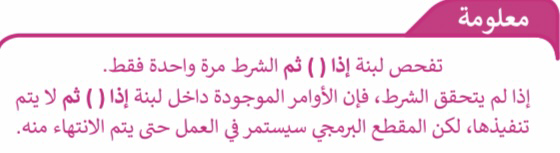 معلومة
تفحص لبنة إذا ( ) ثم الشرط مرة واحدة فقط.
إذا لم يتحقق الشرط، فإن الأوامر الموجودة داخل لبنة إذا ( ) ثم لا يتم
تنفيذها، لكن المقطع البرمجي سيستمر في العمل حتى يتم الانتهاء منه.